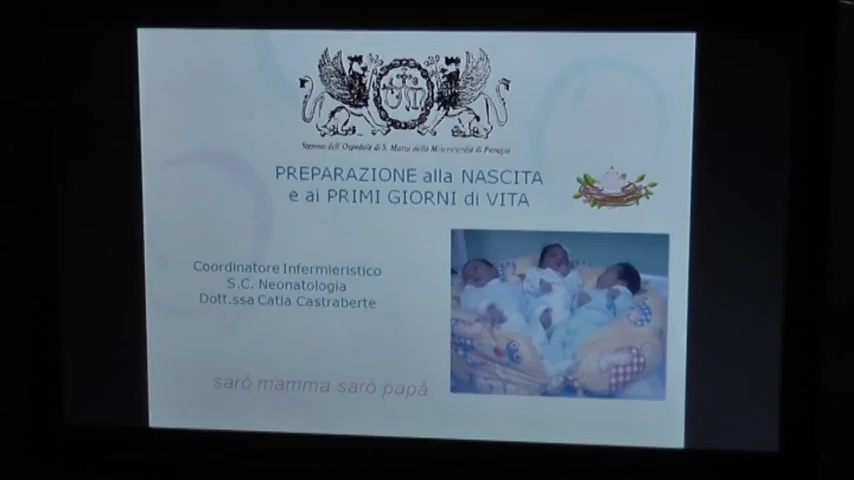 Stemma dell'Ospedale di S. Maria della Misericordia di Perugia
PREPARAZIONE alla NASCITA
e ai PRIMI GIORNI di VITA
Coordinatore Infermieristico
S.C. Neonatologia
Dott.ssa Catia Castraberte
sarò mamma sarò papà